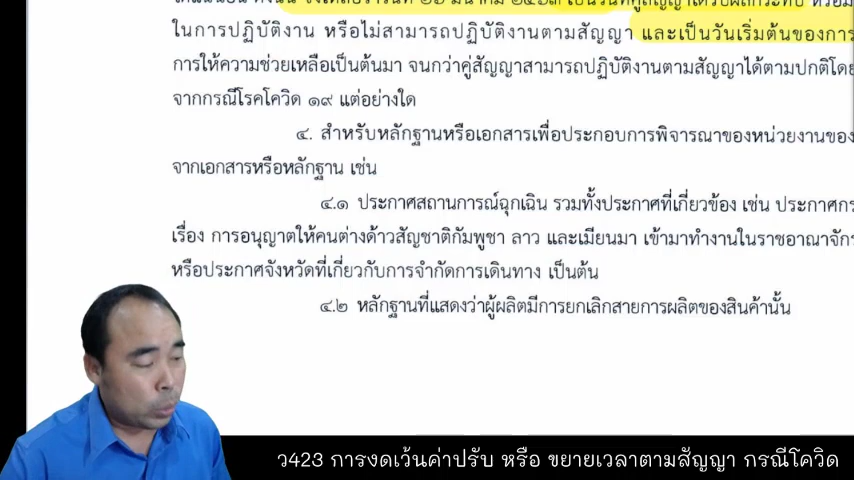 ในการปฏิบัติงาน หรือไม่สามารถปฏิบัติงานตามสัญญา และเป็นวันเริ่มต้นของการ
การให้ความช่วยเหลือเป็นต้นมา จนกว่าคู่สัญญาสามารถปฏิบัติงานตามสัญญาได้ตามปกติโดย
จากกรณีโรคโควิด ๑๙ แต่อย่างใด
๔. สำหรับหลักฐานหรือเอกสารเพื่อประกอบการพิจารณาของหน่วยงานของ
จากเอกสารหรือหลักฐาน เช่น
๔.๑ ประกาศสถานการณ์ฉุกเฉิน รวมทั้งประกาศที่เกี่ยวข้อง เช่น ประกาศกร
เรื่อง การอนุญาตให้คนต่างด้าวสัญชาติกัมพูชา ลาว และเมียนมา เข้ามาทำงานในราชอาณาจักร
หรือประกาศจังหวัดที่เกี่ยวกับการจำกัดการเดินทาง เป็นต้น
๔.๒ หลักฐานที่แสดงว่าผู้ผลิตมีการยกเลิกสายการผลิตของสินค้านั้น
ว423 การงดเว้นค่าปรับ หรือ ขยายเวลาตามสัญญา กรณีโควิด